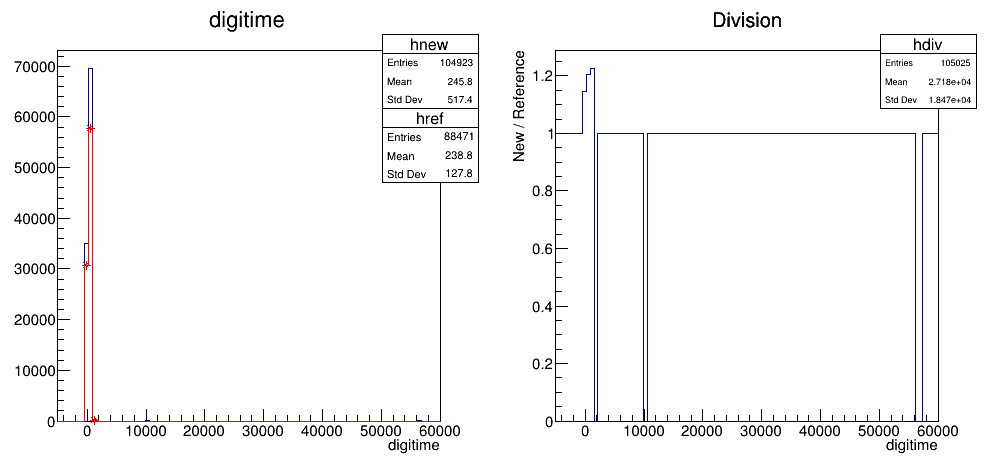 digitime
hnew
Entries 104923
Mean 245.8
Std Dev 517.4
href
Entries 88471
Mean 238.8
Std Dev 127.8
70000
60000
50000
40000
30000
20000
10000
0
0 10000 20000 30000 40000 50000 60000
digitime
Division
hdiv
Entries 105025
Mean 2.718e+04
Std Dev 1.847e+04
New / Reference
1.2
1
0.8
0.6
0.4
0.2
0
0 10000 20000 30000 40000 50000 60000
digitime